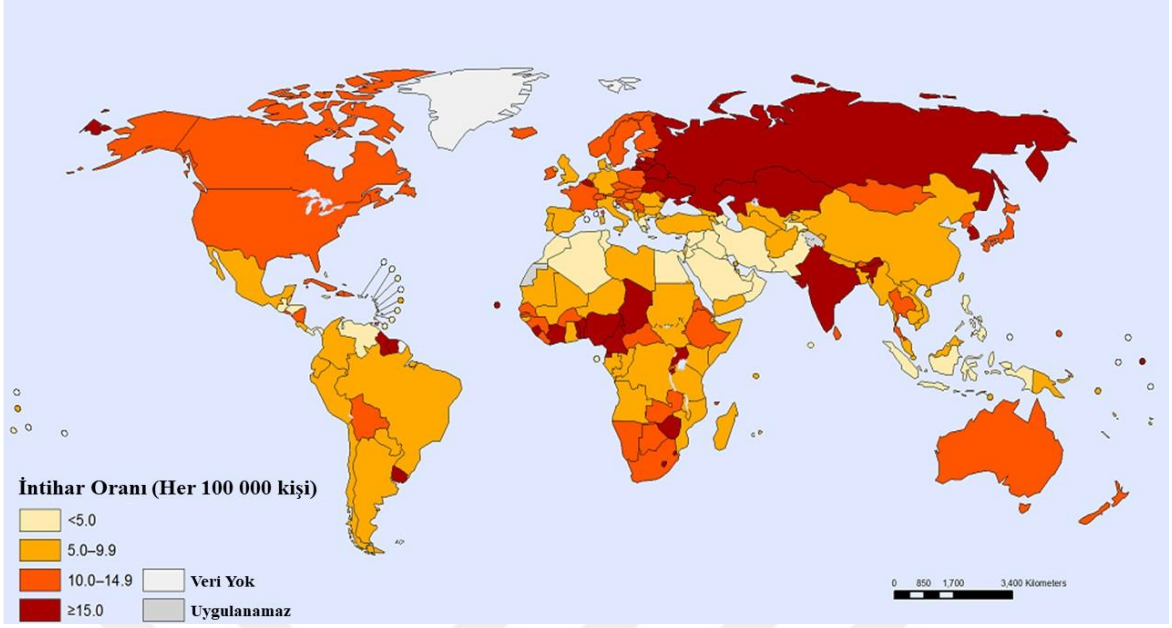 İntihar Oranı (Her 100 000 kişi)
<5.0
5.0–9.9
10.0–14.9
≥15.0
Veri Yok
Uygulanamaz
0 850 1,700 3,400 Kilometers